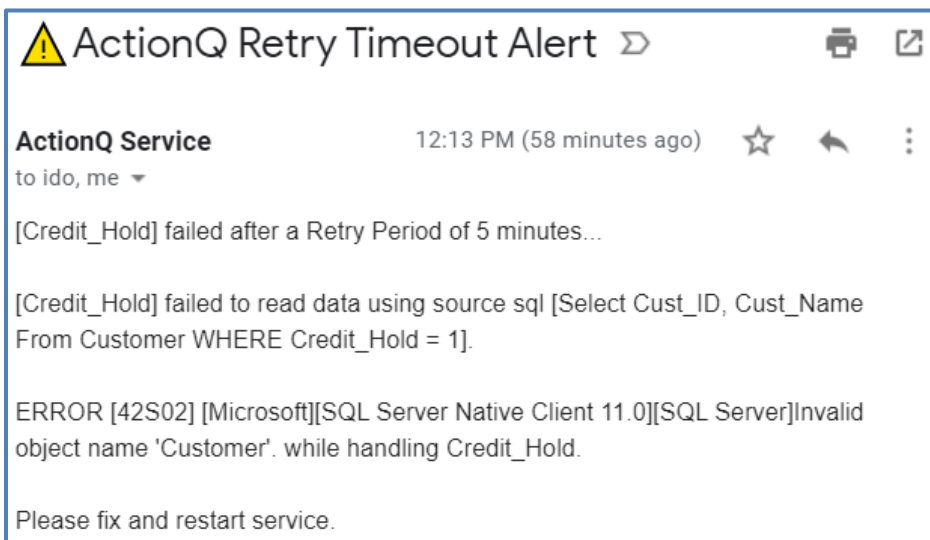 ActionQ Retry Timeout Alert
ActionQ Service 12:13 PM (58 minutes ago)
to ido, me
[Credit_Hold] failed after a Retry Period of 5 minutes...
[Credit_Hold] failed to read data using source sql [Select Cust_ID, Cust_Name
From Customer WHERE Credit_Hold = 1].
ERROR [42S02] [Microsoft][SQL Server Native Client 11.0][SQL Server]Invalid
object name 'Customer'. while handling Credit_Hold.
Please fix and restart service.